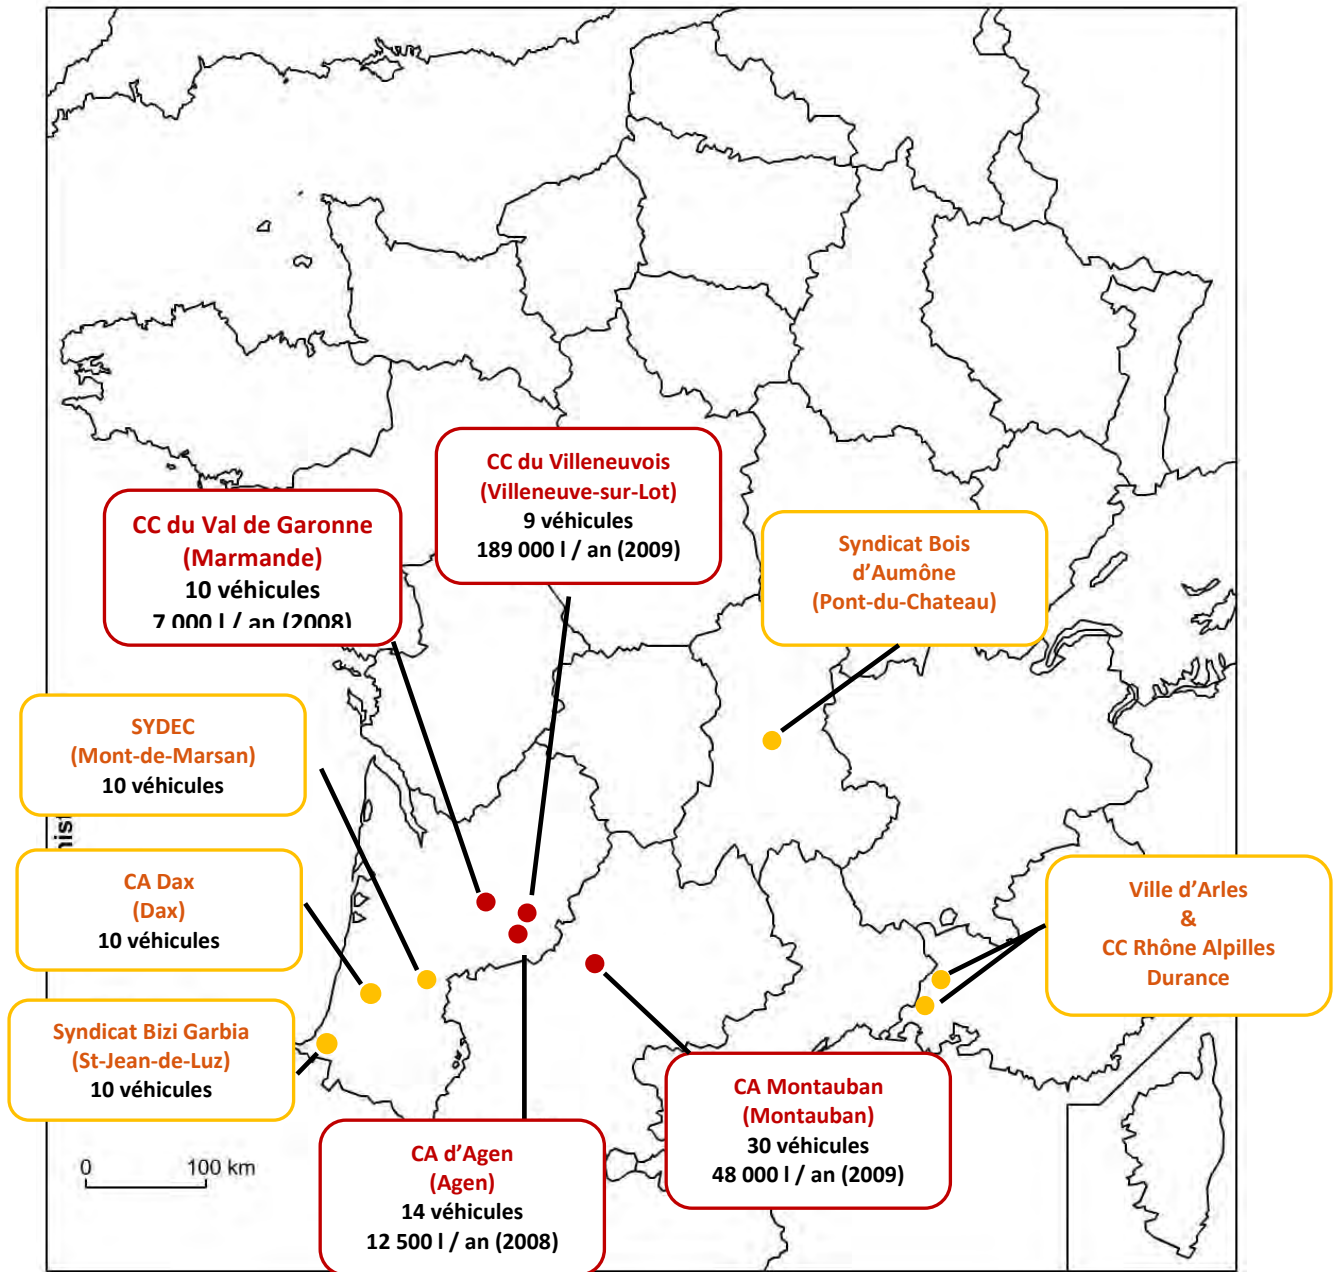 CC du Villeneuvois
(Villeneuve-sur-Lot)
9 véhicules
189 000 l / an (2009)
CC du Val de Garonne
(Marmande)
10 véhicules
7 000 l / an (2008)
Syndicat Bois
d’Aumône
(Pont-du-Chateau)
SYDEC
(Mont-de-Marsan)
10 véhicules
CA Dax
(Dax)
10 véhicules
Ville d’Arles
&
CC Rhône Alpilles
Durance
Syndicat Bizi Garbia
(St-Jean-de-Luz)
10 véhicules
CA Montauban
(Montauban)
30 véhicules
48 000 l / an (2009)
CA d’Agen
(Agen)
14 véhicules
12 500 l / an (2008)
0 100 km